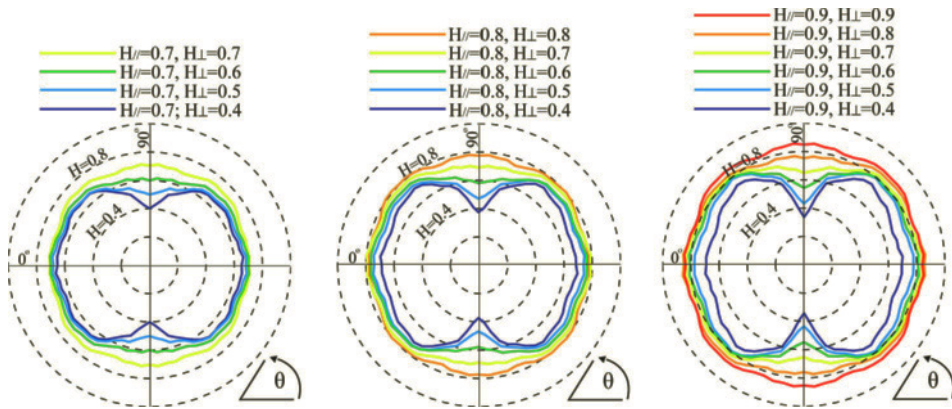 H//=0.7, H⊥=0.7
H//=0.7, H⊥=0.6
H//=0.7, H⊥=0.5
H//=0.7; H⊥=0.4
90°
H=0.8
H=0.4
0°
θ
H//=0.8, H⊥=0.8
H//=0.8, H⊥=0.7
H//=0.8, H⊥=0.6
H//=0.8, H⊥=0.5
H//=0.8, H⊥=0.4
90°
H=0.8
H=0.4
0°
θ
H//=0.9, H⊥=0.9
H//=0.9, H⊥=0.8
H//=0.9, H⊥=0.7
H//=0.9, H⊥=0.6
H//=0.9, H⊥=0.5
H//=0.9, H⊥=0.4
90°
H=0.8
H=0.4
0°
θ